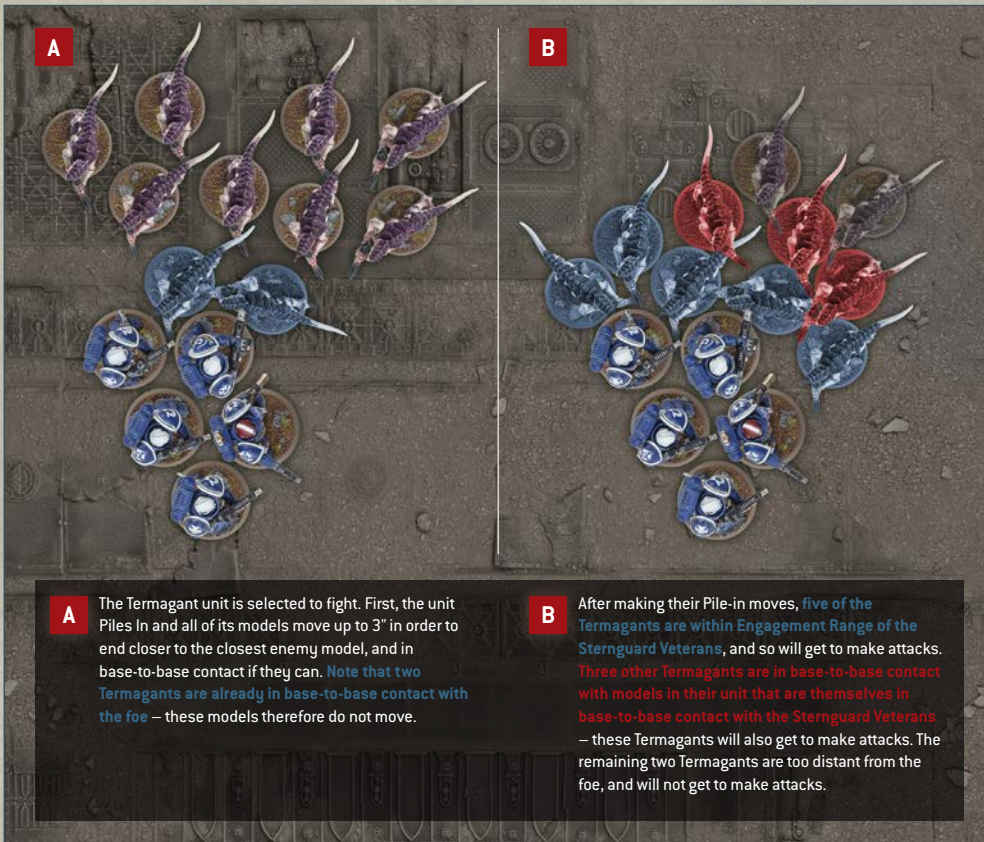 A
B
A
The Termagant unit is selected to fight. First, the unit
Piles In and all of its models move up to 3" in order to
end closer to the closest enemy model, and in
base-to-base contact if they can. Note that two
Termagants are already in base-to-base contact with
the foe – these models therefore do not move.
B
After making their Pile-in moves, five of the
Termagants are within Engagement Range of the
Sternguard Veterans, and so will get to make attacks.
Three other Termagants are in base-to-base contact
with models in their unit that are themselves in
base-to-base contact with the Sternguard Veterans
– these Termagants will also get to make attacks. The
remaining two Termagants are too distant from the
foe, and will not get to make attacks.